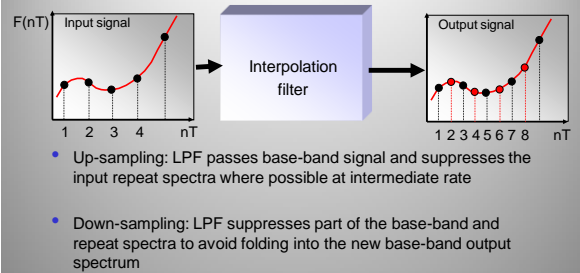 F(nT) Input signal
1 2 3 4 nT
Interpolation
filter
Output signal
1 2 3 4 5 6 7 8 nT
• Up-sampling: LPF passes base-band signal and suppresses the
input repeat spectra where possible at intermediate rate
• Down-sampling: LPF suppresses part of the base-band and
repeat spectra to avoid folding into the new base-band output
spectrum